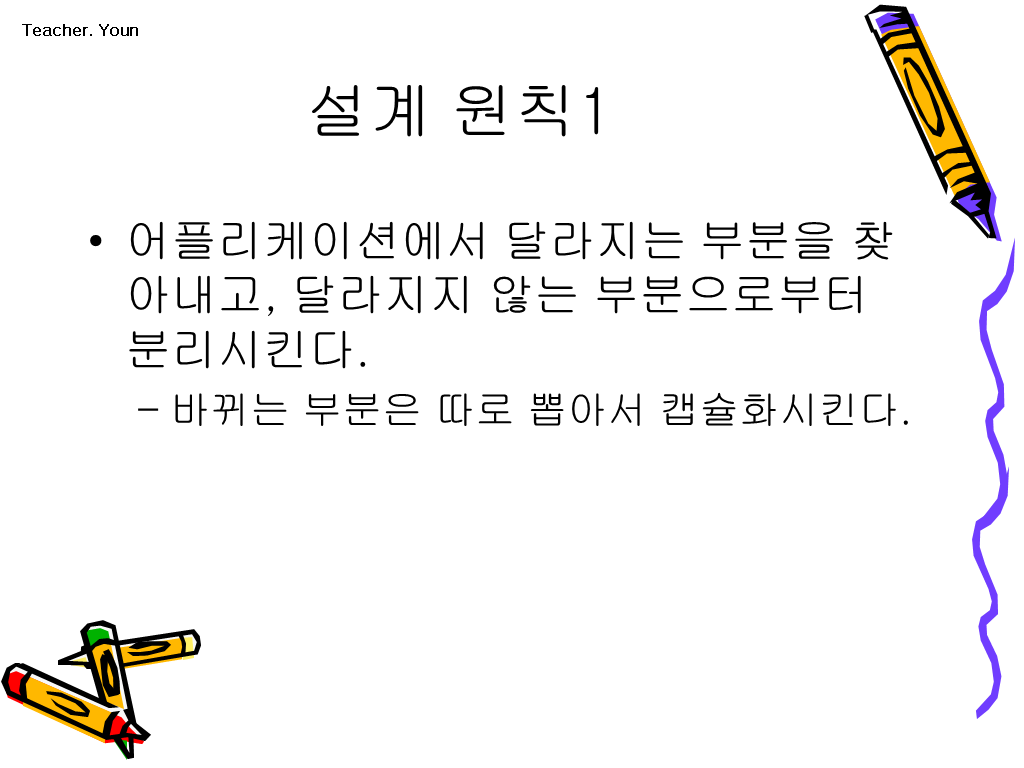 Teacher. Youn
설계 원칙1
• 어플리케이션에서 달라지는 부분을 찾
아내고, 달라지지 않는 부분으로부터
분리시킨다.
– 바뀌는 부분은 따로 뽑아서 캡슐화시킨다.